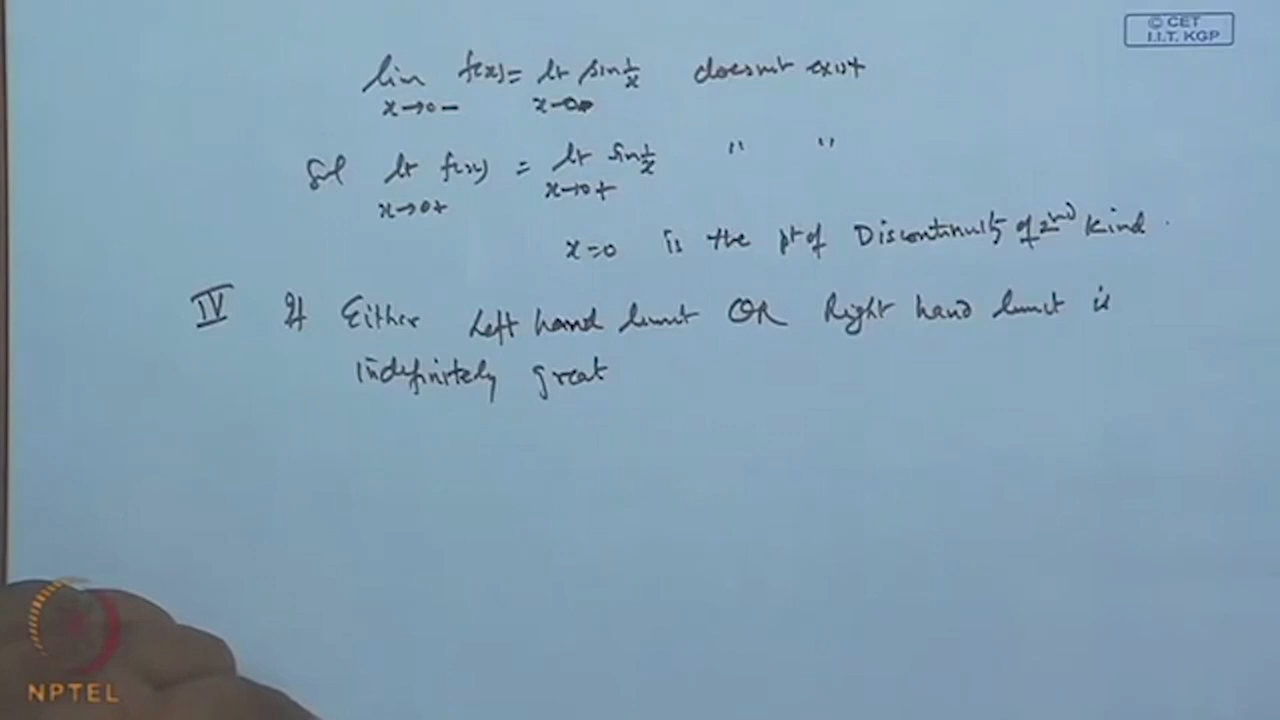 © CET
I.I.T. KGP
lim f(x) = lt sin 1/x doesnt exist
x→0− x→0−
lt f(x) = lt sin 1/x " "
x→0+ x→0+
x=0 is the pt of Discontinuity of 2nd Kind.
IV If Either Left hand limit OR Right hand limit is
indefinitely great
NPTEL